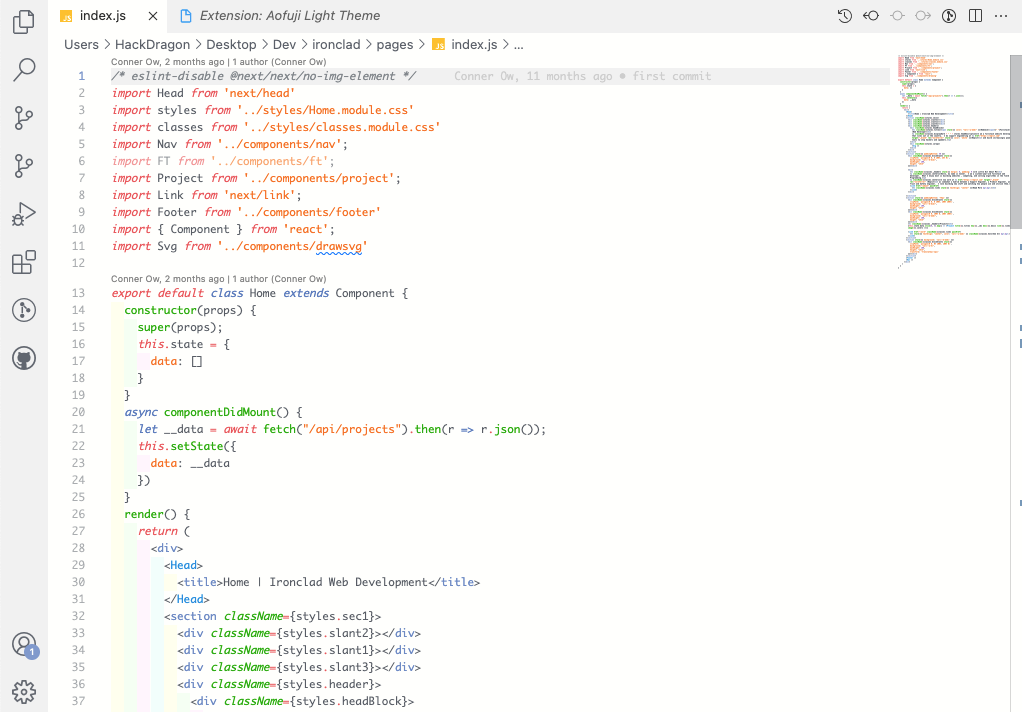 index.js
Extension: Aofuji Light Theme
Users > HackDragon > Desktop > Dev > ironclad > pages > JS index.js > ...
Conner Ow, 2 months ago | 1 author (Conner Ow)
1 /* eslint-disable @next/next/no-img-element */ Conner Ow, 11 months ago • first commit
2 import Head from 'next/head'
3 import styles from '../styles/Home.module.css'
4 import classes from '../styles/classes.module.css'
5 import Nav from '../components/nav';
6 import FT from '../components/ft';
7 import Project from '../components/project';
8 import Link from 'next/link';
9 import Footer from '../components/footer'
10 import { Component } from 'react';
11 import Svg from '../components/drawsvg'
12
Conner Ow, 2 months ago | 1 author (Conner Ow)
13 export default class Home extends Component {
14 constructor(props) {
15 super(props);
16 this.state = {
17 data: []
18 }
19 }
20 async componentDidMount() {
21 let __data = await fetch("/api/projects").then(r => r.json());
22 this.setState({
23 data: __data
24 })
25 }
26 render() {
27 return (
28 <div>
29 <Head>
30 <title>Home | Ironclad Web Development</title>
31 </Head>
32 <section className={styles.sec1}>
33 <div className={styles.slant2}></div>
34 <div className={styles.slant1}></div>
35 <div className={styles.slant3}></div>
36 <div className={styles.header}>
37 <div className={styles.headBlock}>
1